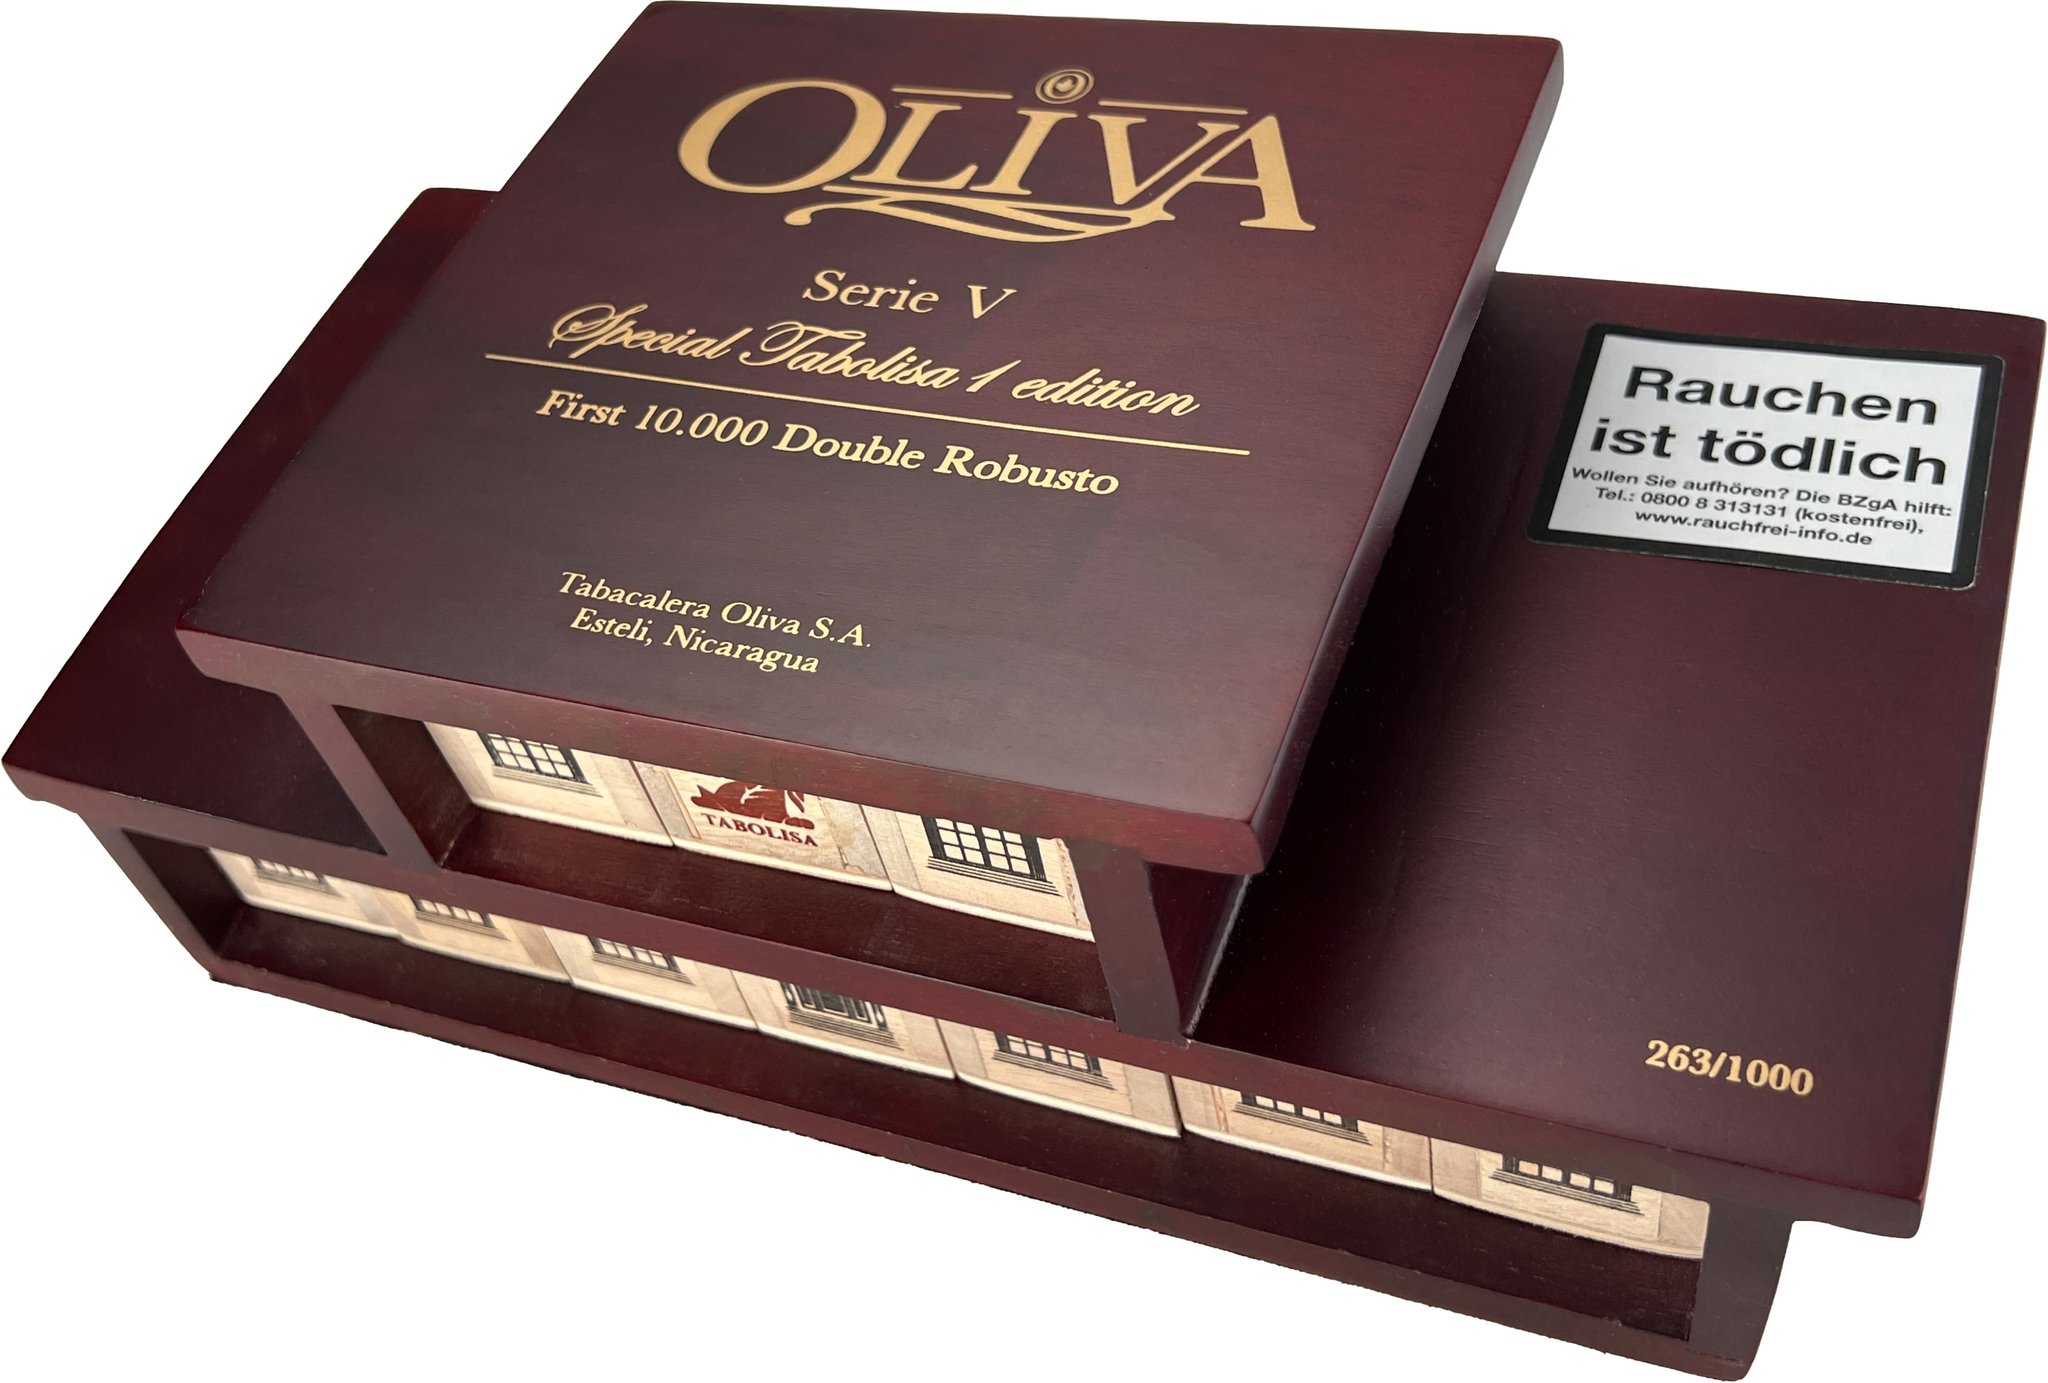 OLIVA
Serie V
Special Tabolisa 1 edition
First 10.000 Double Robusto
Tabacalera Oliva S.A.
Esteli, Nicaragua
TABOLISA
Rauchen
ist tödlich
Wollen Sie aufhören? Die BZgA hilft:
Tel.: 0800 8 313131 (kostenfrei),
www.rauchfrei-info.de
263/1000